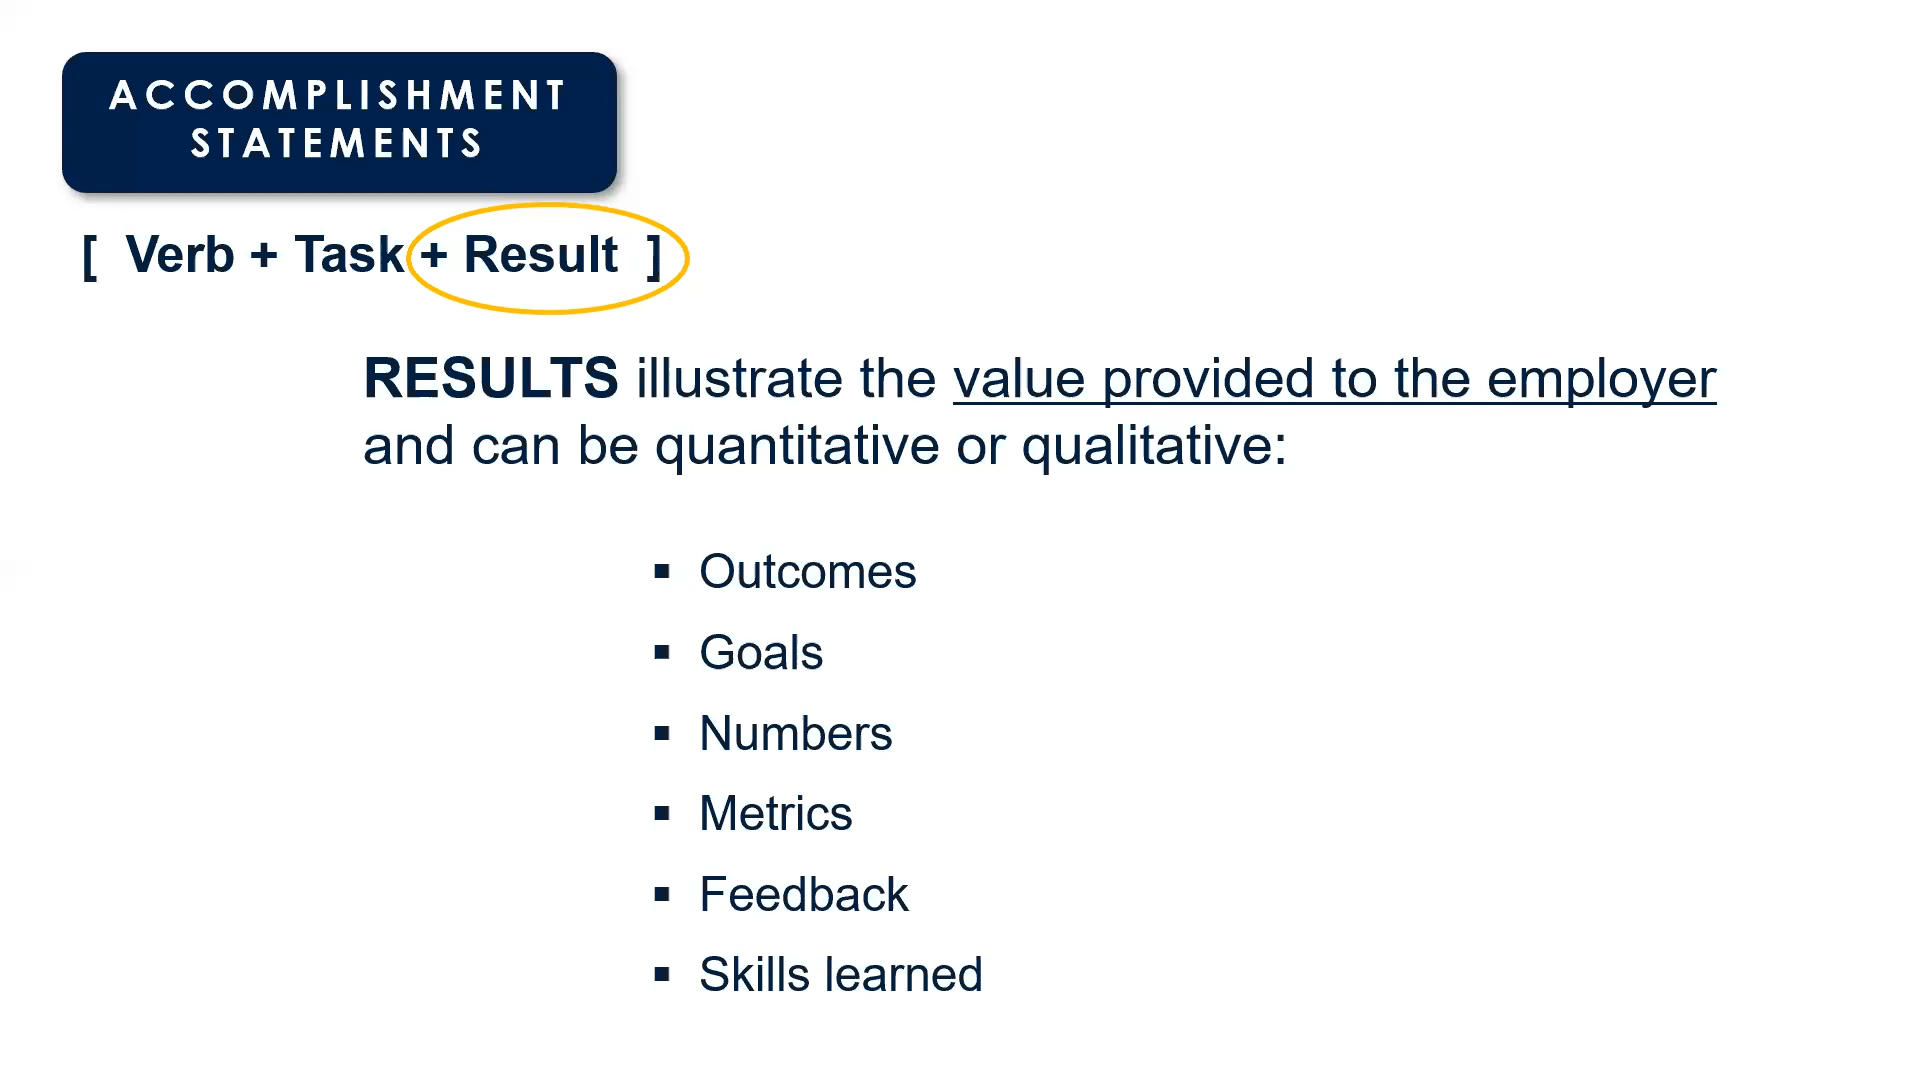 ACCOMPLISHMENT
STATEMENTS
[ Verb + Task + Result ]
RESULTS illustrate the value provided to the employer
and can be quantitative or qualitative:
▪ Outcomes
▪ Goals
▪ Numbers
▪ Metrics
▪ Feedback
▪ Skills learned